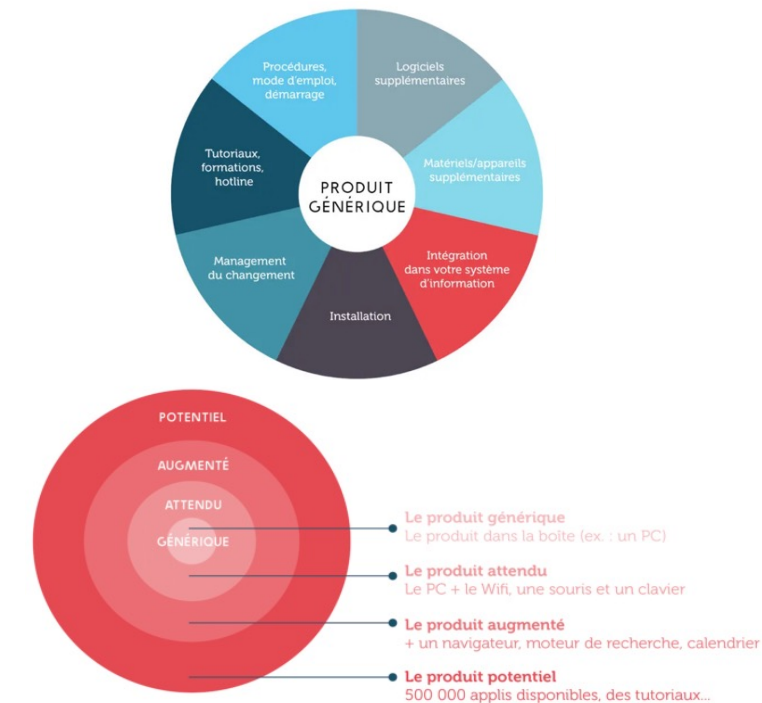 Procédures,
mode d'emploi,
démarrage
Logiciels
supplémentaires
Tutoriaux,
formations,
hotline
Matériels/appareils
supplémentaires
PRODUIT
GÉNÉRIQUE
Management
du changement
Intégration
dans votre système
d'information
Installation
POTENTIEL
AUGMENTÉ
ATTENDU
GÉNÉRIQUE
Le produit générique
Le produit dans la boîte (ex. : un PC)
Le produit attendu
Le PC + le Wifi, une souris et un clavier
Le produit augmenté
+ un navigateur, moteur de recherche, calendrier
Le produit potentiel
500 000 applis disponibles, des tutoriaux...